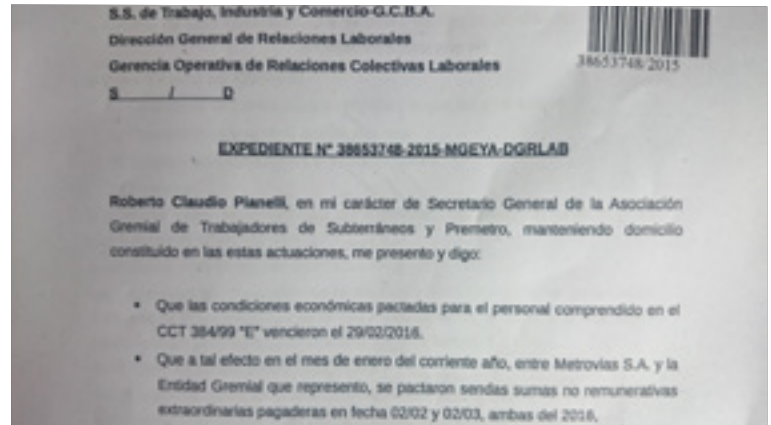 S.S. de Trabajo, Industria y Comercio-G.C.B.A.
Dirección General de Relaciones Laborales
Gerencia Operativa de Relaciones Colectivas Laborales
S / D
38653748/2015
EXPEDIENTE N° 38653748-2015-MGEYA-DGRLAB
Roberto Claudio Pianelli, en mi carácter de Secretario General de la Asociación
Gremial de Trabajadores de Subterráneos y Premetro, manteniendo domicilio
constituido en las estas actuaciones, me presento y digo:
• Que las condiciones económicas pactadas para el personal comprendido en el
CCT 384/99 "E" vencieron el 29/02/2016.
• Que a tal efecto en el mes de enero del corriente año, entre Metrovías S.A. y la
Entidad Gremial que represento, se pactaron sendas sumas no remunerativas
extraordinarias pagaderas en fecha 02/02 y 02/03, ambas del 2016.